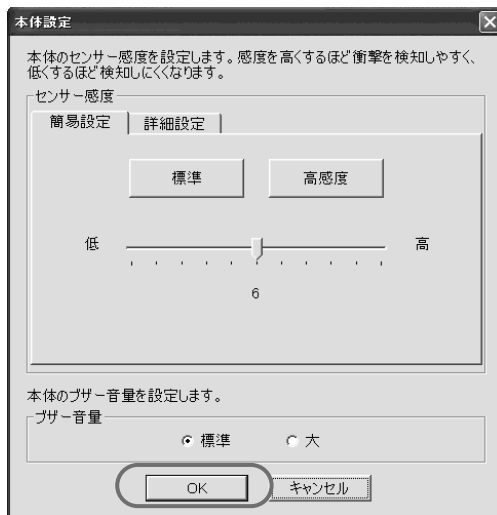 本体設定
本体のセンサー感度を設定します。感度を高くするほど衝撃を検知しやすく、
低くするほど検知しにくくなります。
センサー感度
簡易設定 詳細設定
標準 高感度
低 高
6
本体のブザー音量を設定します。
ブザー音量
標準 大
OK キャンセル